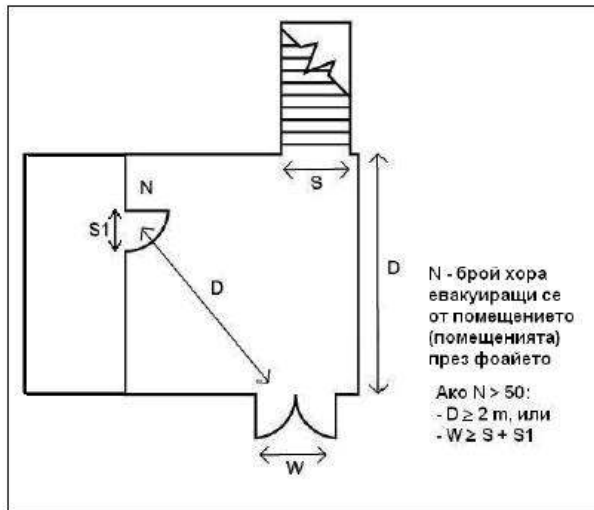 S
N
S1
D
D
W
N - брой хора
евакуиращи се
от помещението
(помещенията)
през фоайето
Ако N > 50:
- D ≥ 2 m, или
- W ≥ S + S1